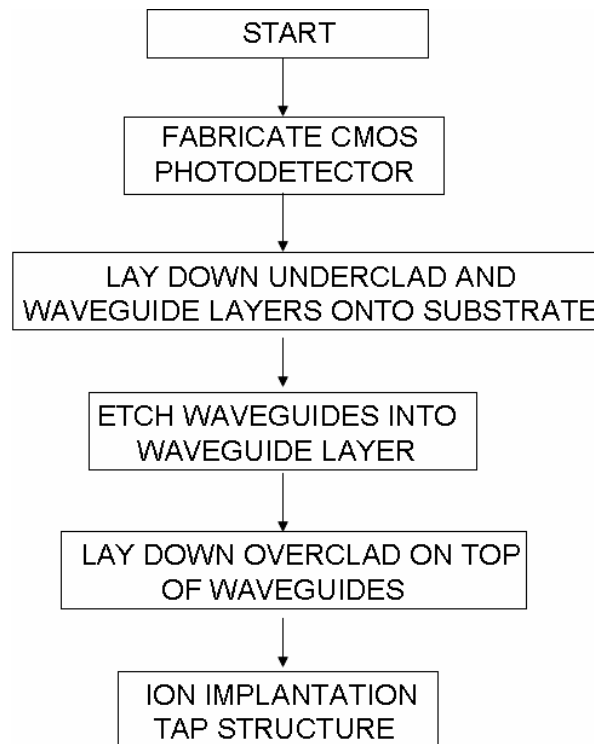 START
FABRICATE CMOS
PHOTODETECTOR
LAY DOWN UNDERCLAD AND
WAVEGUIDE LAYERS ONTO SUBSTRATE
ETCH WAVEGUIDES INTO
WAVEGUIDE LAYER
LAY DOWN OVERCLAD ON TOP
OF WAVEGUIDES
ION IMPLANTATION
TAP STRUCTURE